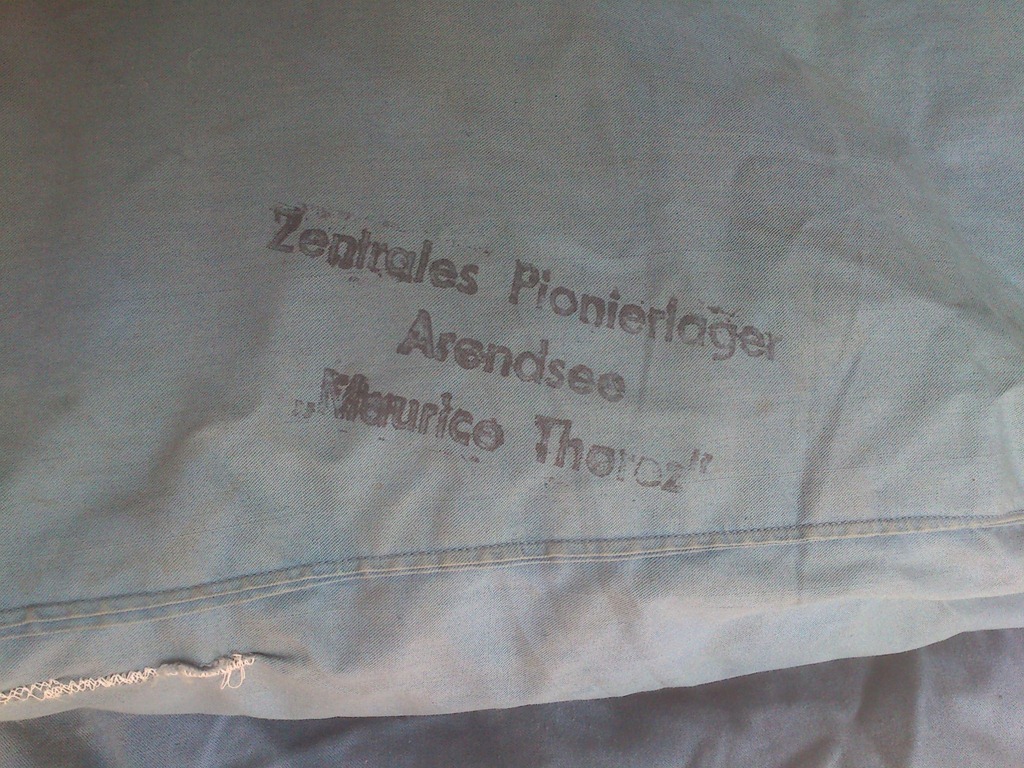 Zentrales Pionierlager
Arendsee
„Maurice Thorez"